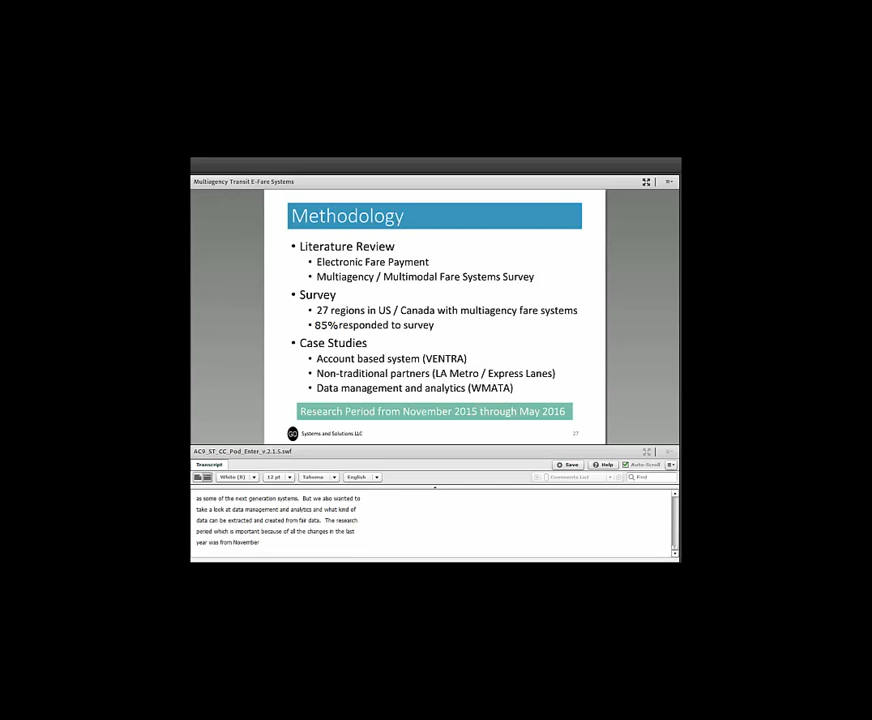 Multiagency Transit E-Fare Systems
Methodology
• Literature Review
• Electronic Fare Payment
• Multiagency / Multimodal Fare Systems Survey
• Survey
• 27 regions in US / Canada with multiagency fare systems
• 85% responded to survey
• Case Studies
• Account based system (VENTRA)
• Non-traditional partners (LA Metro / Express Lanes)
• Data management and analytics (WMATA)
Research Period from November 2015 through May 2016
GO Systems and Solutions LLC 27
AC9_ST_CC_Pod_Enter_v.2.1.5.swf
Transcript Save Help Auto-Scroll
White (B) 12 pt Tahoma English Comments List Find
as some of the next generation systems. But we also wanted to
take a look at data management and analytics and what kind of
data can be extracted and created from fair data. The research
period which is important because of all the changes in the last
year was from November